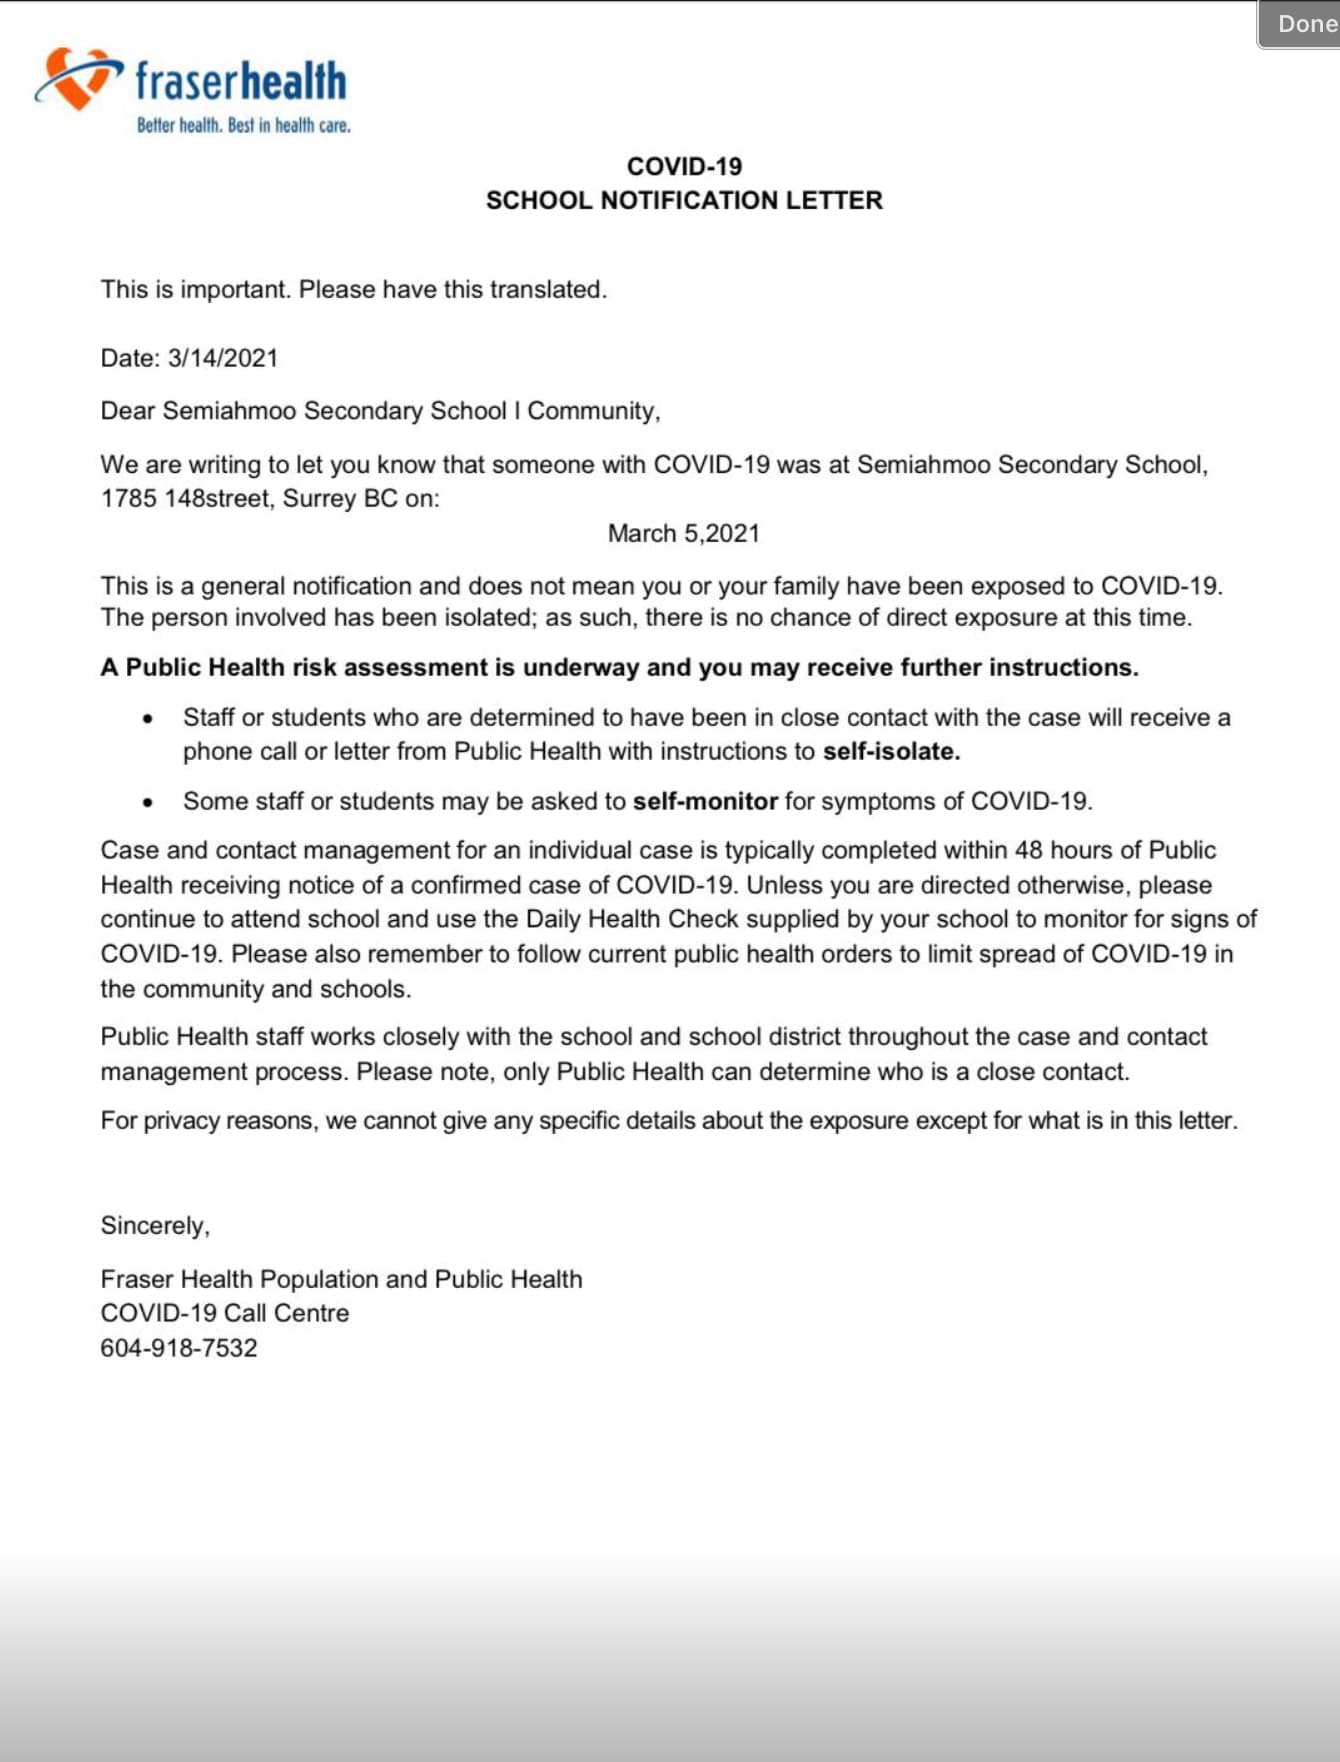 Done
fraserhealth
Better health. Best in health care.
COVID-19
SCHOOL NOTIFICATION LETTER
This is important. Please have this translated.
Date: 3/14/2021
Dear Semiahmoo Secondary School I Community,
We are writing to let you know that someone with COVID-19 was at Semiahmoo Secondary School,
1785 148street, Surrey BC on:
March 5,2021
This is a general notification and does not mean you or your family have been exposed to COVID-19.
The person involved has been isolated; as such, there is no chance of direct exposure at this time.
A Public Health risk assessment is underway and you may receive further instructions.
• Staff or students who are determined to have been in close contact with the case will receive a
phone call or letter from Public Health with instructions to self-isolate.
• Some staff or students may be asked to self-monitor for symptoms of COVID-19.
Case and contact management for an individual case is typically completed within 48 hours of Public
Health receiving notice of a confirmed case of COVID-19. Unless you are directed otherwise, please
continue to attend school and use the Daily Health Check supplied by your school to monitor for signs of
COVID-19. Please also remember to follow current public health orders to limit spread of COVID-19 in
the community and schools.
Public Health staff works closely with the school and school district throughout the case and contact
management process. Please note, only Public Health can determine who is a close contact.
For privacy reasons, we cannot give any specific details about the exposure except for what is in this letter.
Sincerely,
Fraser Health Population and Public Health
COVID-19 Call Centre
604-918-7532